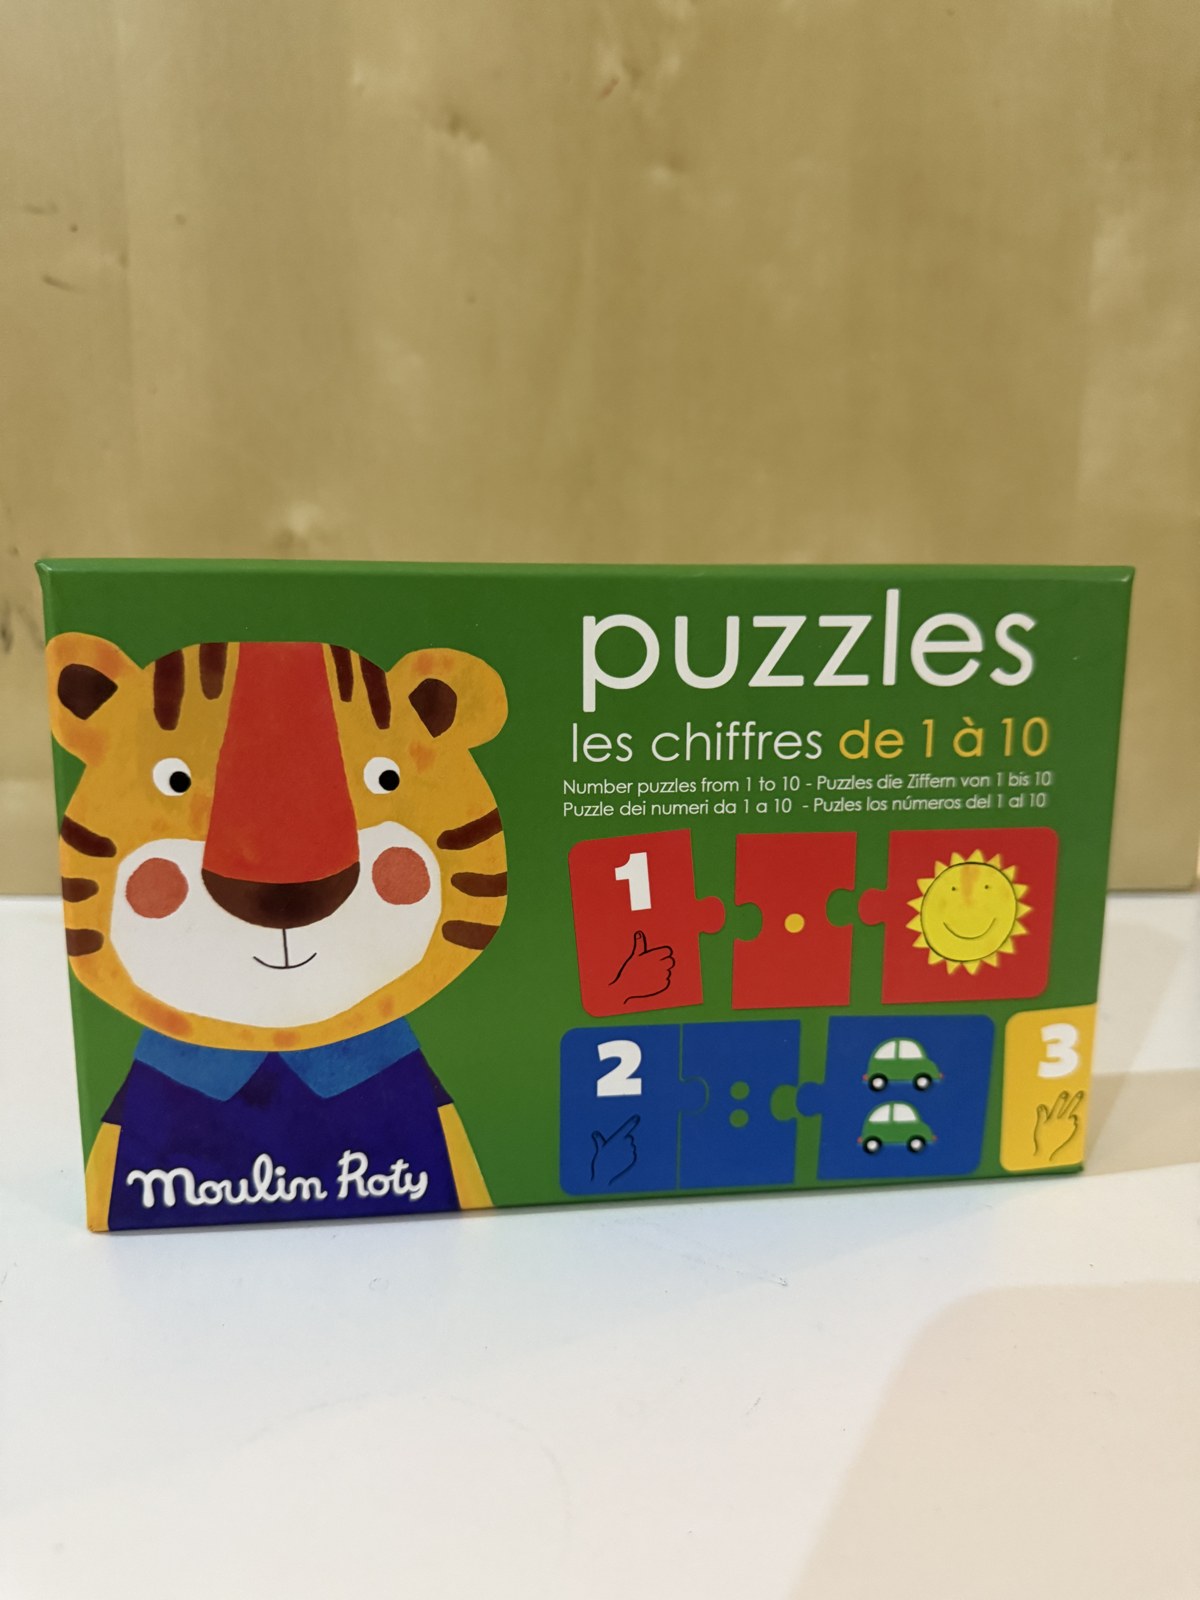 puzzles
les chiffres de 1 à 10
Number puzzles from 1 to 10 - Puzzles die Ziffern von 1 bis 10
Puzzle dei numeri da 1 a 10 - Puzles los números del 1 al 10
1
2
3
Moulin Roty